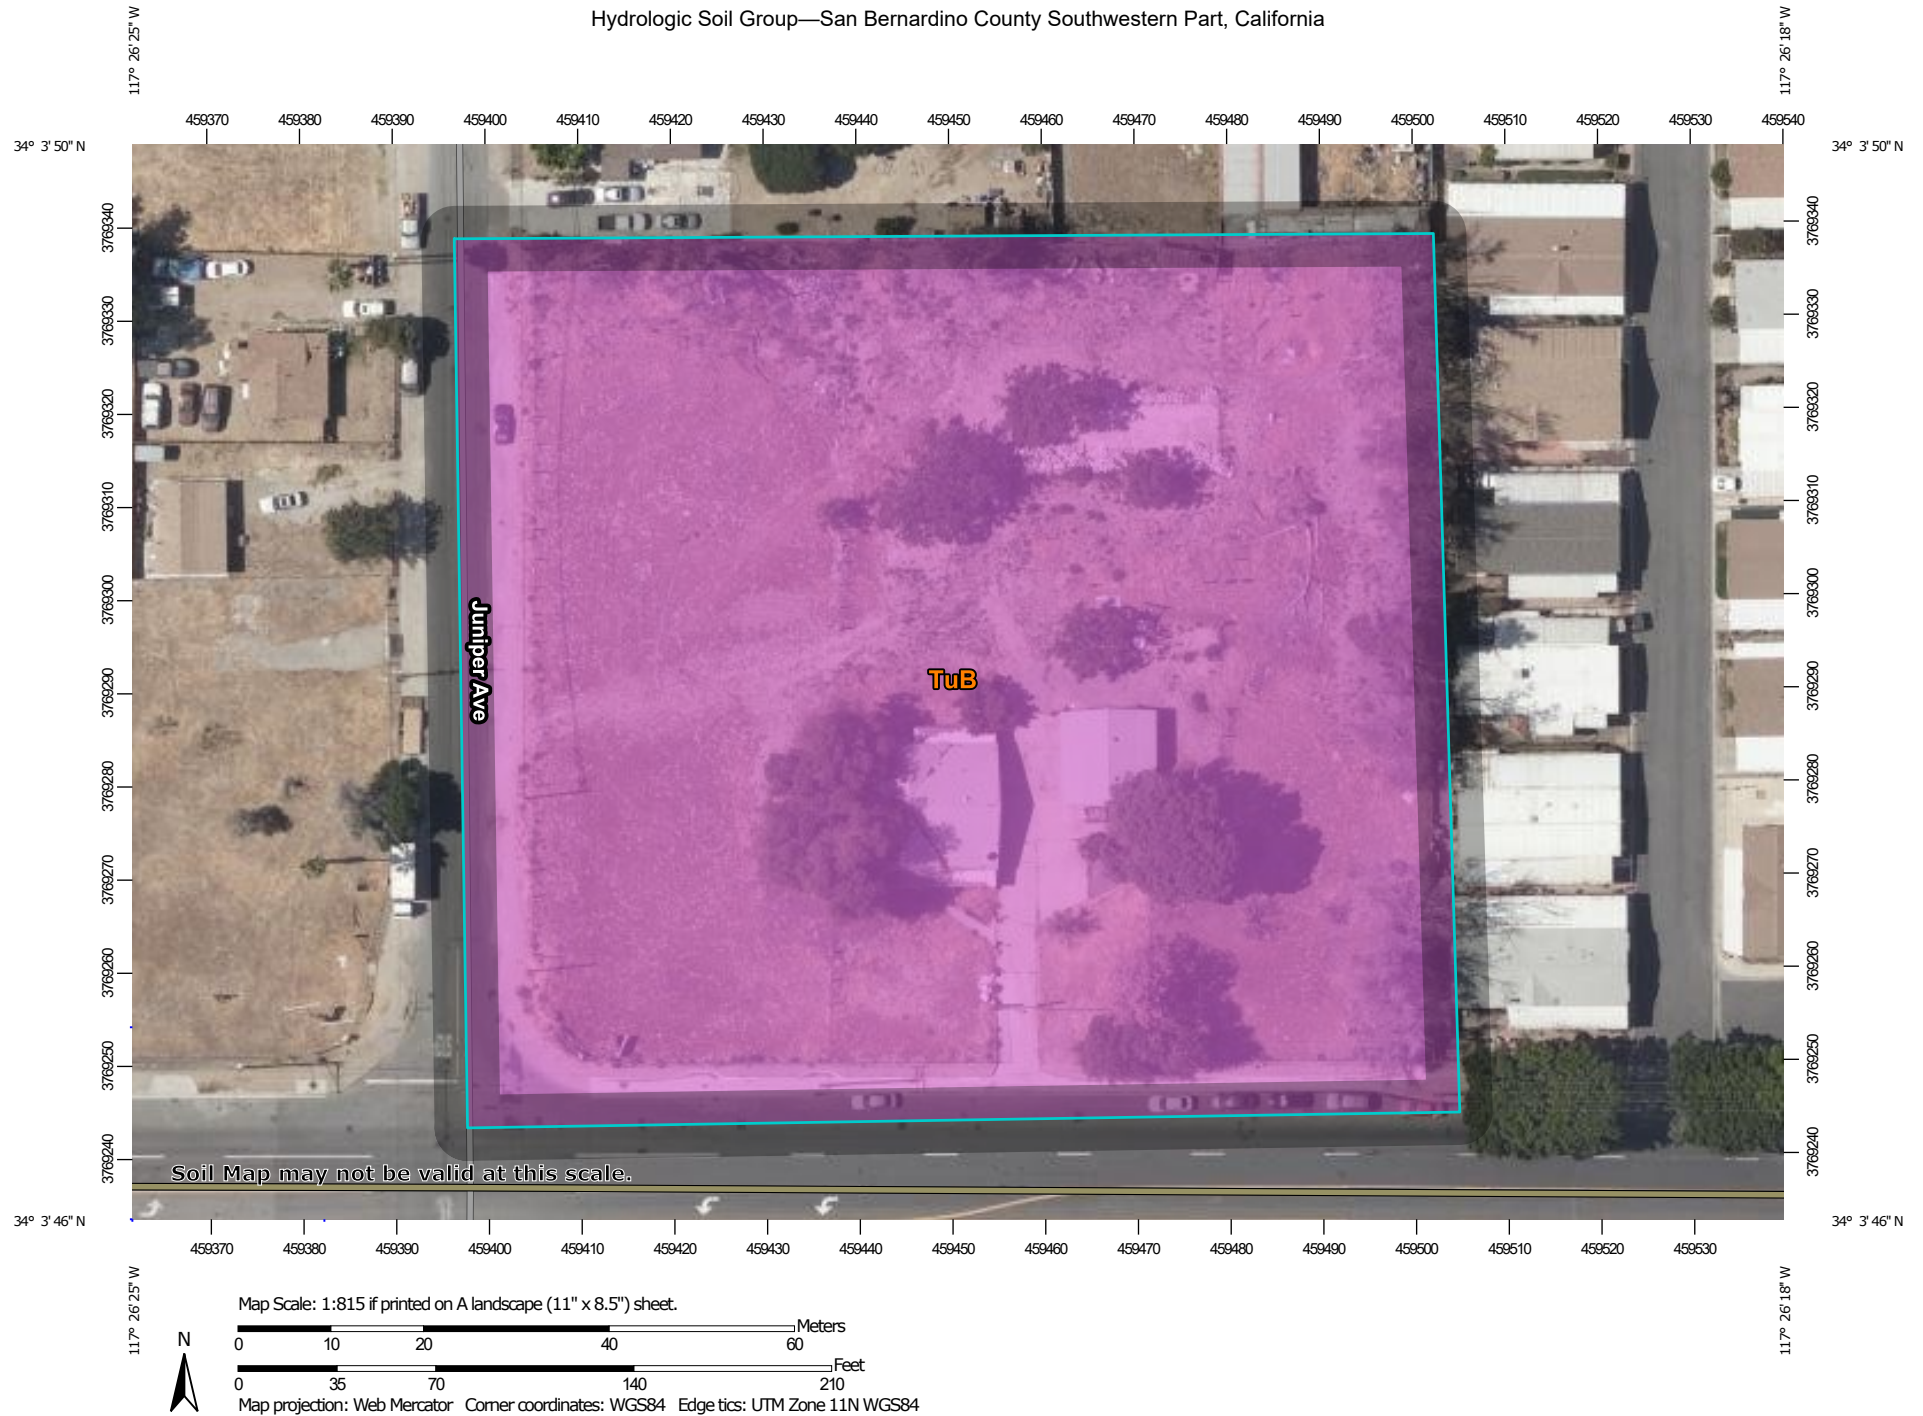 Hydrologic Soil Group—San Bernardino County Southwestern Part, California
117° 26' 25" W
117° 26' 18" W
459370 459380 459390 459400 459410 459420 459430 459440 459450 459460 459470 459480 459490 459500 459510 459520 459530 459540
34° 3' 50" N
34° 3' 50" N
3769340
3769330
3769320
3769310
3769300
3769290
3769280
3769270
3769260
3769250
3769240
Juniper Ave
TuB
3769340
3769330
3769320
3769310
3769300
3769290
3769280
3769270
3769260
3769250
3769240
Soil Map may not be valid at this scale.
34° 3' 46" N
34° 3' 46" N
459370 459380 459390 459400 459410 459420 459430 459440 459450 459460 459470 459480 459490 459500 459510 459520 459530
117° 26' 25" W
117° 26' 18" W
Map Scale: 1:815 if printed on A landscape (11" x 8.5") sheet.
Meters
0 10 20 40 60
N
Feet
0 35 70 140 210
Map projection: Web Mercator Corner coordinates: WGS84 Edge tics: UTM Zone 11N WGS84